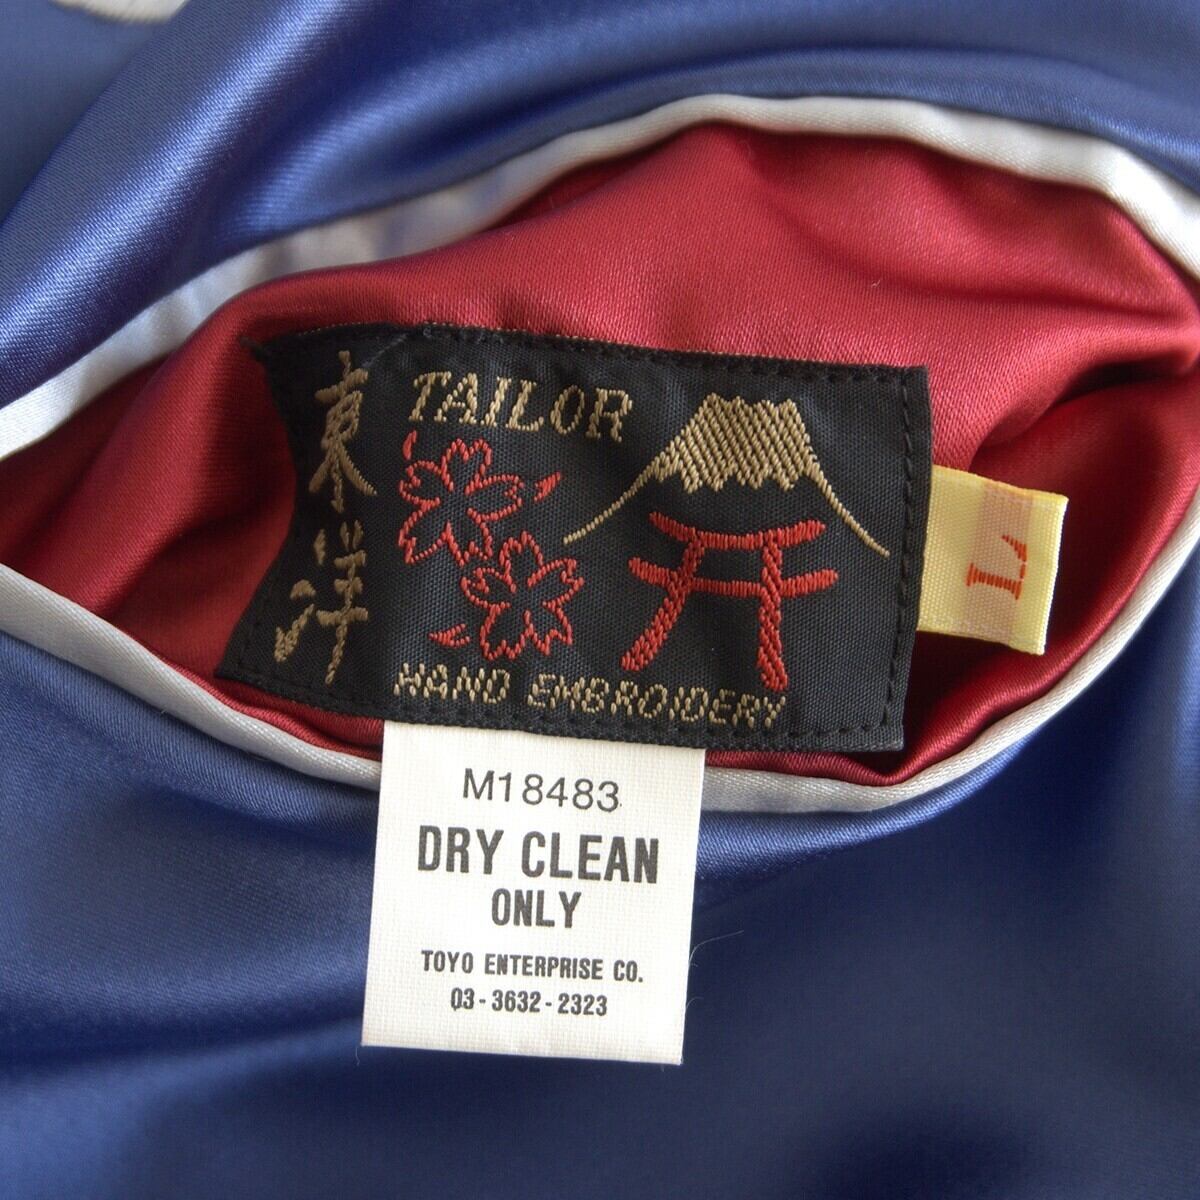 東洋
TAILOR
HAND EMBROIDERY
L
M18483
DRY CLEAN
ONLY
TOYO ENTERPRISE CO.
03-3632-2323